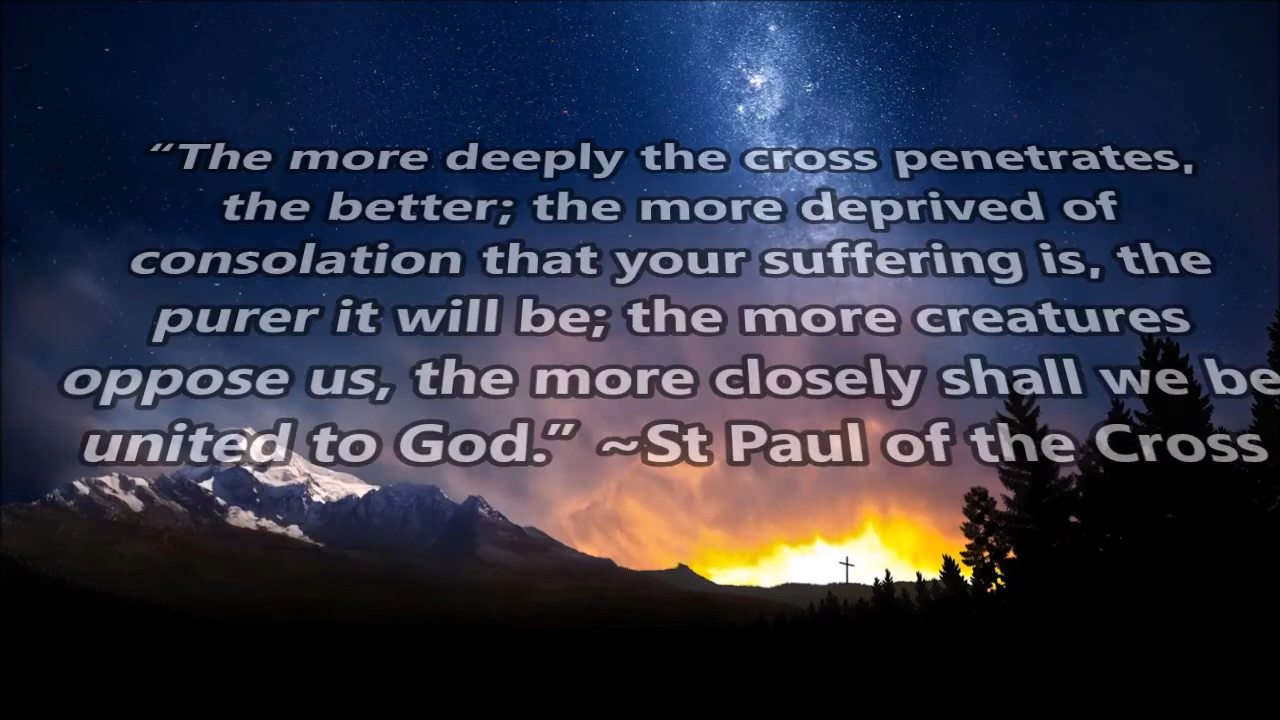 “The more deeply the cross penetrates,
the better; the more deprived of
consolation that your suffering is, the
purer it will be; the more creatures
oppose us, the more closely shall we be
united to God.” ~St Paul of the Cross